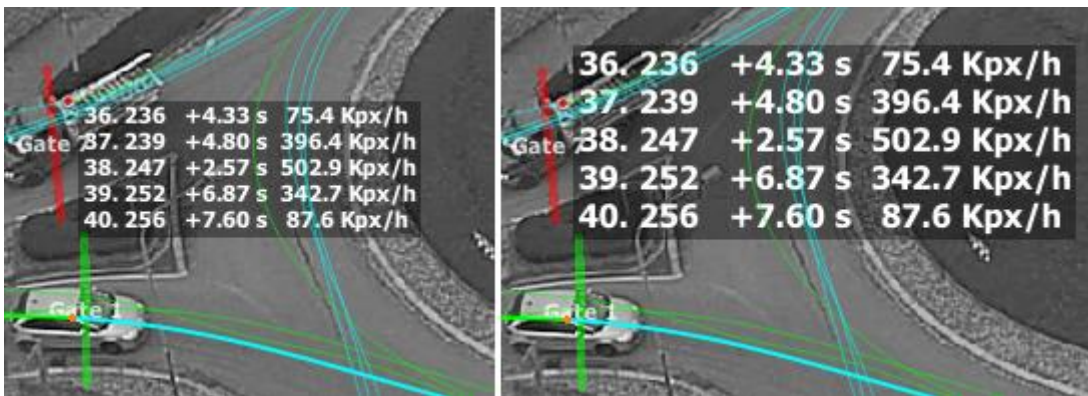 36. 236 +4.33 s 75.4 Kpx/h
Gate 37. 239 +4.80 s 396.4 Kpx/h
38. 247 +2.57 s 502.9 Kpx/h
39. 252 +6.87 s 342.7 Kpx/h
40. 256 +7.60 s 87.6 Kpx/h
Gate 1
36. 236 +4.33 s 75.4 Kpx/h
Gate 37. 239 +4.80 s 396.4 Kpx/h
38. 247 +2.57 s 502.9 Kpx/h
39. 252 +6.87 s 342.7 Kpx/h
40. 256 +7.60 s 87.6 Kpx/h
Gate 1